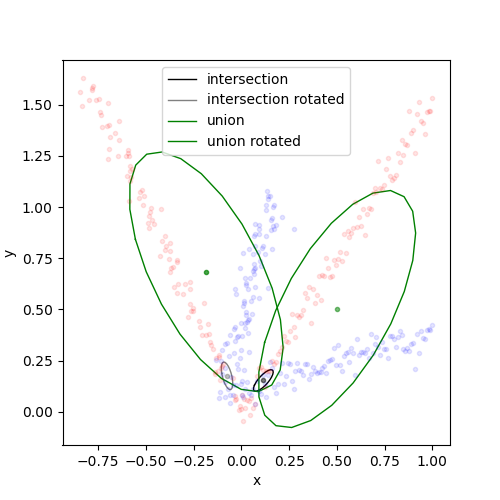 intersection
intersection rotated
union
union rotated
1.50
1.25
1.00
0.75
0.50
0.25
0.00
y
−0.75 −0.50 −0.25 0.00 0.25 0.50 0.75 1.00
x